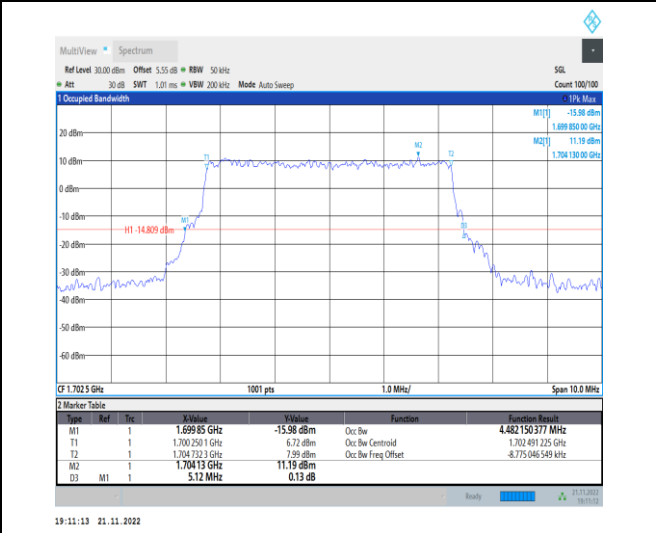 MultiView Spectrum
Ref Level 30.00 dBm Offset 5.55 dB RBW 50 kHz SGL
Att 30 dB SWT 1.01 ms VBW 200 kHz Mode Auto Sweep Count 100/100
1 Occupied Bandwidth 1Pk Max
M1[1] -15.98 dBm
1.699 850 00 GHz
M2[1] 11.19 dBm
1.704 130 00 GHz
20 dBm
M2
T1 T2
10 dBm
0 dBm
-10 dBm
M1
H1 -14.809 dBm
D3
-20 dBm
-30 dBm
-40 dBm
-50 dBm
-60 dBm
CF 1.702 5 GHz 1001 pts 1.0 MHz/ Span 10.0 MHz
2 Marker Table
Type Ref Trc X-Value Y-Value Function Function Result
M1 1 1.699 85 GHz -15.98 dBm Occ Bw 4.482 150 377 MHz
T1 1 1.700 250 1 GHz 6.72 dBm Occ Bw Centroid 1.702 491 225 GHz
T2 1 1.704 732 3 GHz 7.99 dBm Occ Bw Freq Offset -8.775 046 549 kHz
M2 1 1.704 13 GHz 11.19 dBm
D3 M1 1 5.12 MHz 0.13 dB
Ready 21.11.2022
19:11:12
19:11:13 21.11.2022